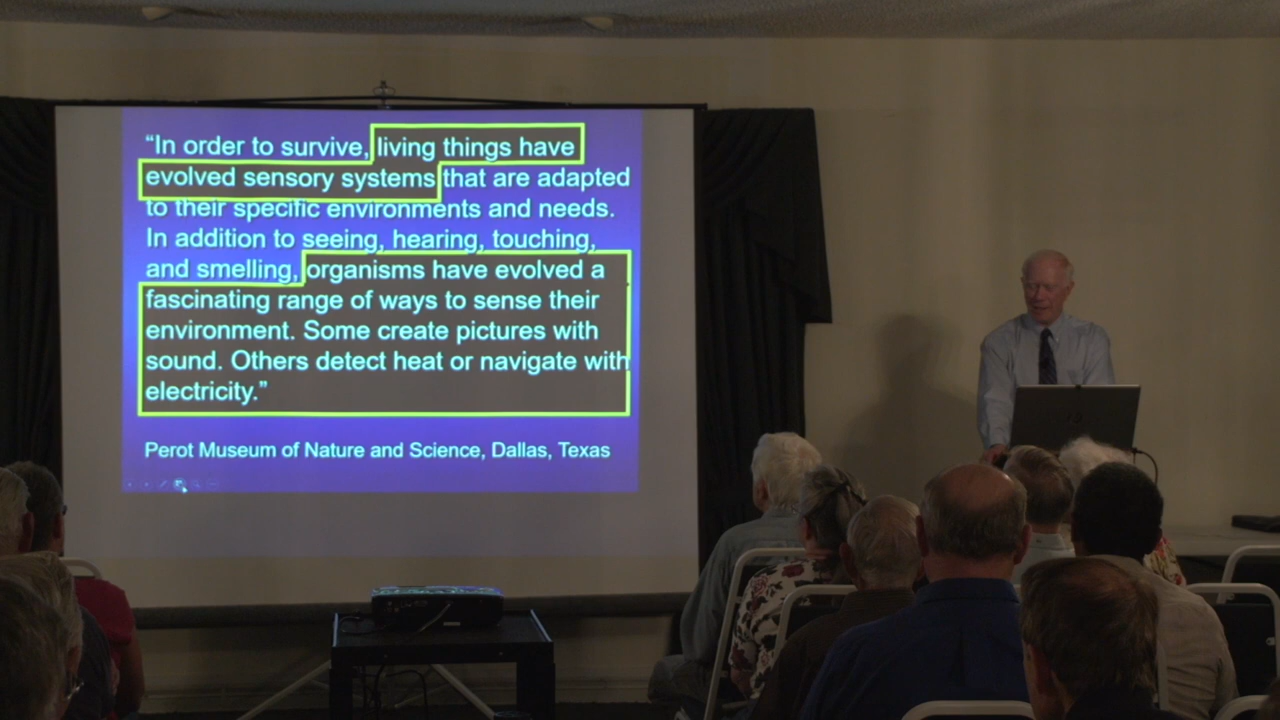 “In order to survive, living things have
evolved sensory systems that are adapted
to their specific environments and needs.
In addition to seeing, hearing, touching,
and smelling, organisms have evolved a
fascinating range of ways to sense their
environment. Some create pictures with
sound. Others detect heat or navigate with
electricity.”
Perot Museum of Nature and Science, Dallas, Texas